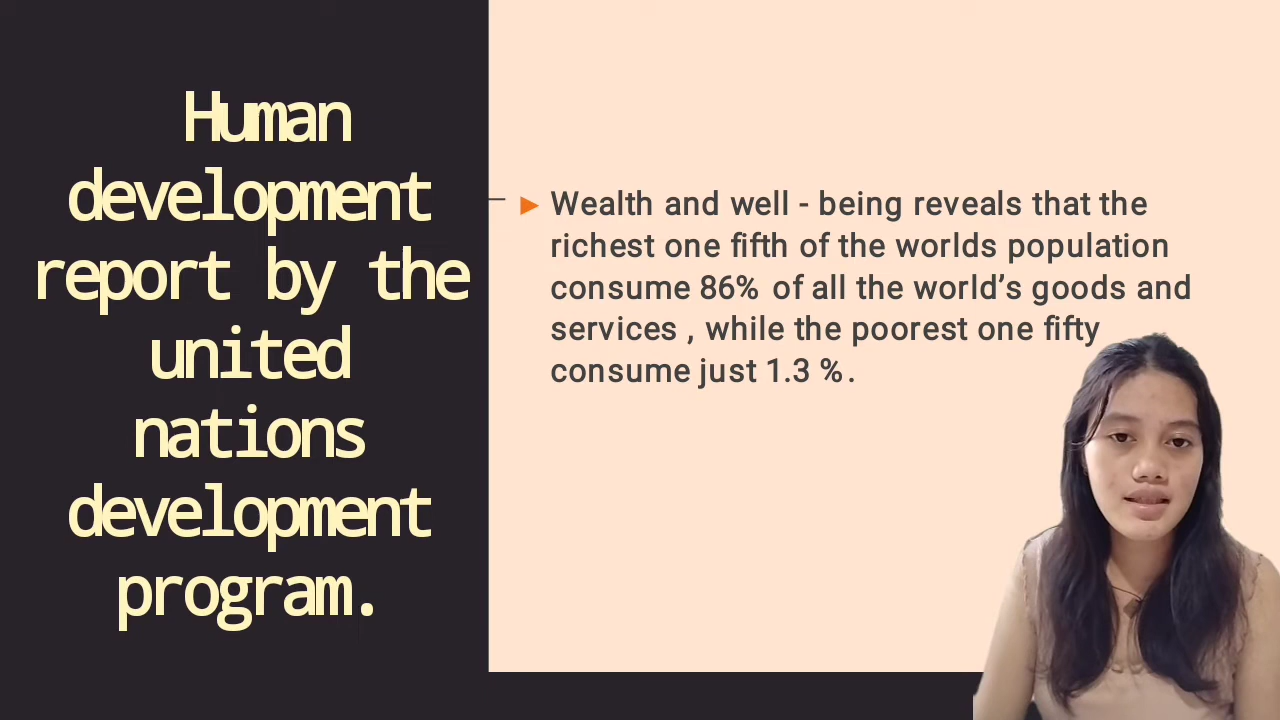 Human
development
report by the
united
nations
development
program.
Wealth and well - being reveals that the
richest one fifth of the worlds population
consume 86% of all the world’s goods and
services , while the poorest one fifty
consume just 1.3 % .